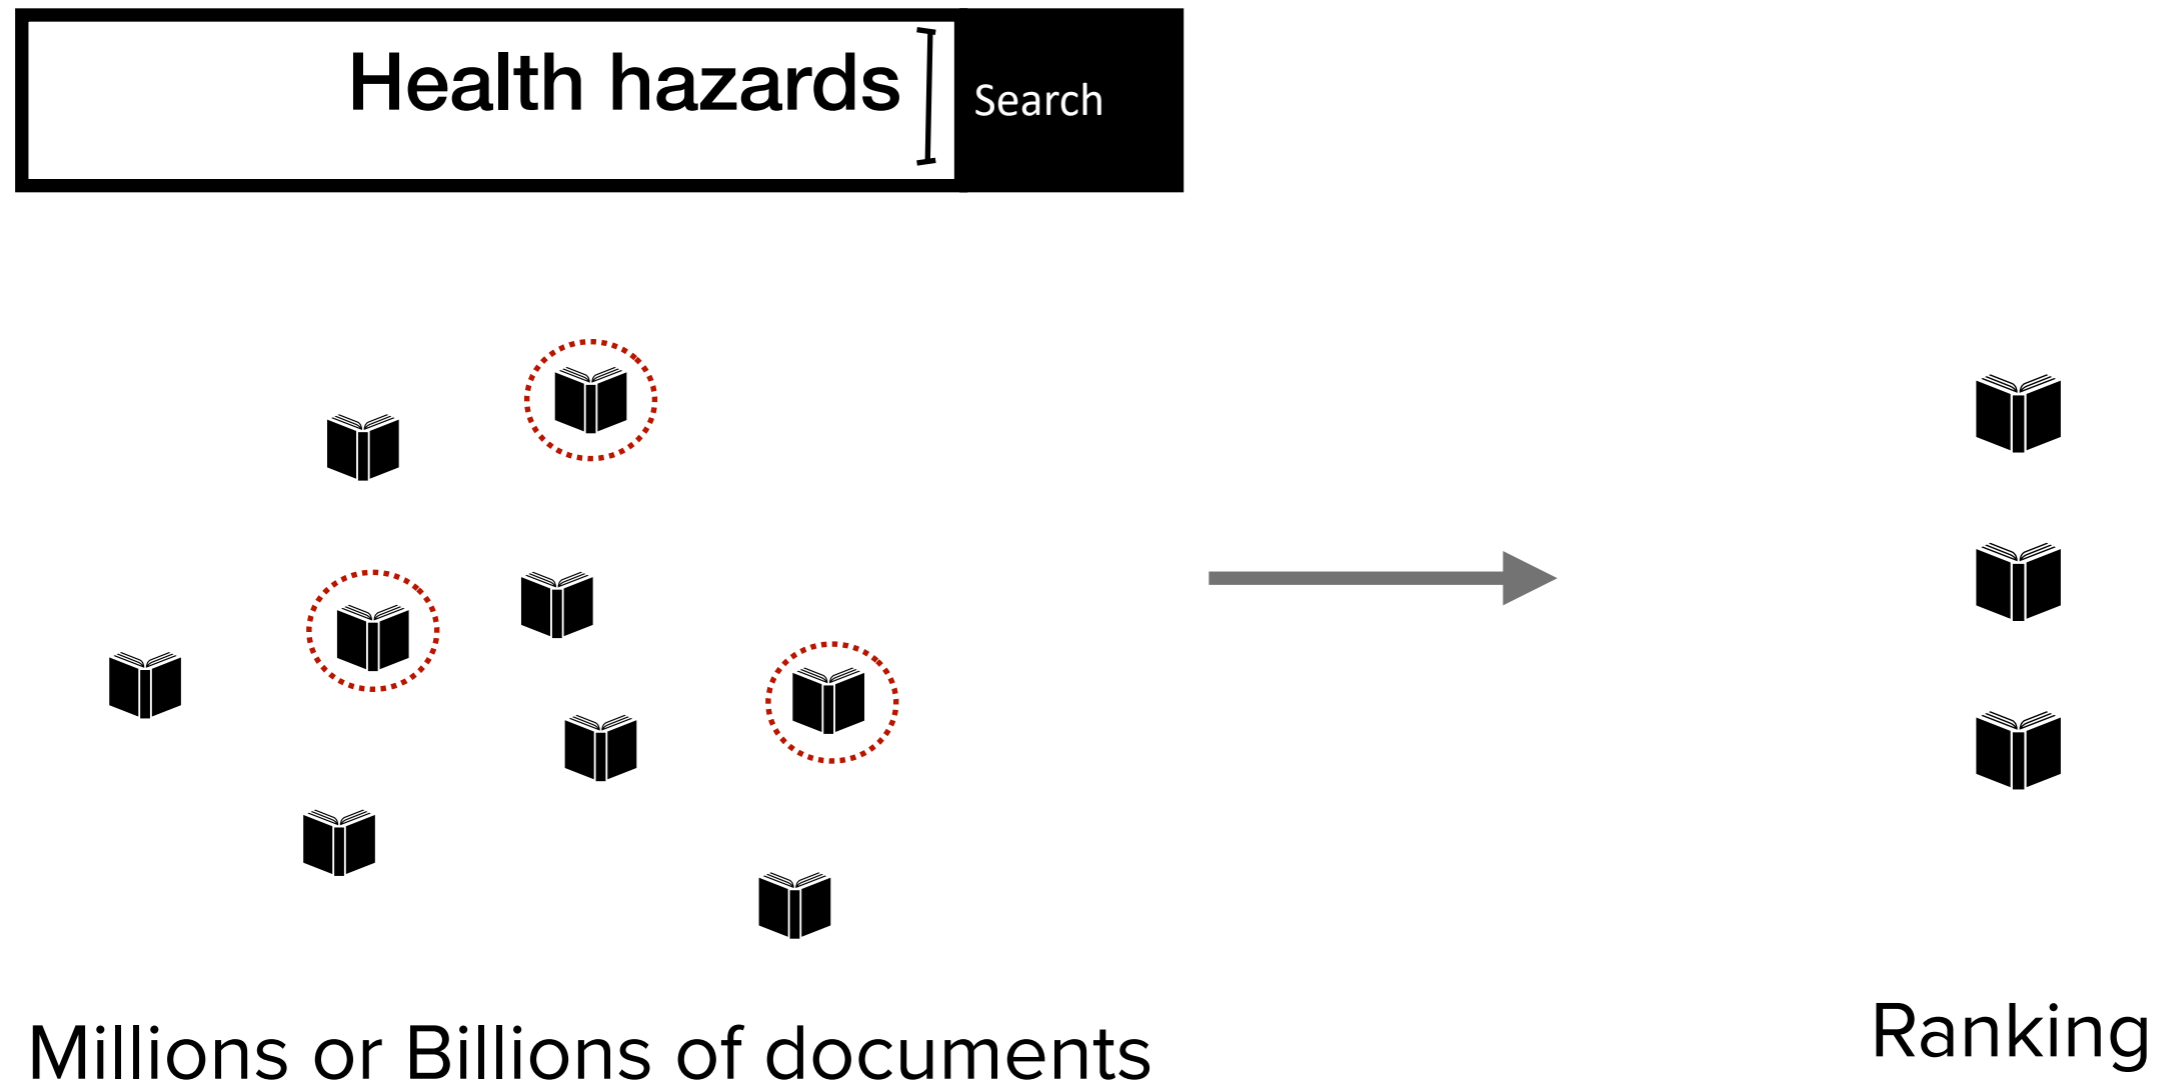 Health hazards
Search
Millions or Billions of documents
Ranking